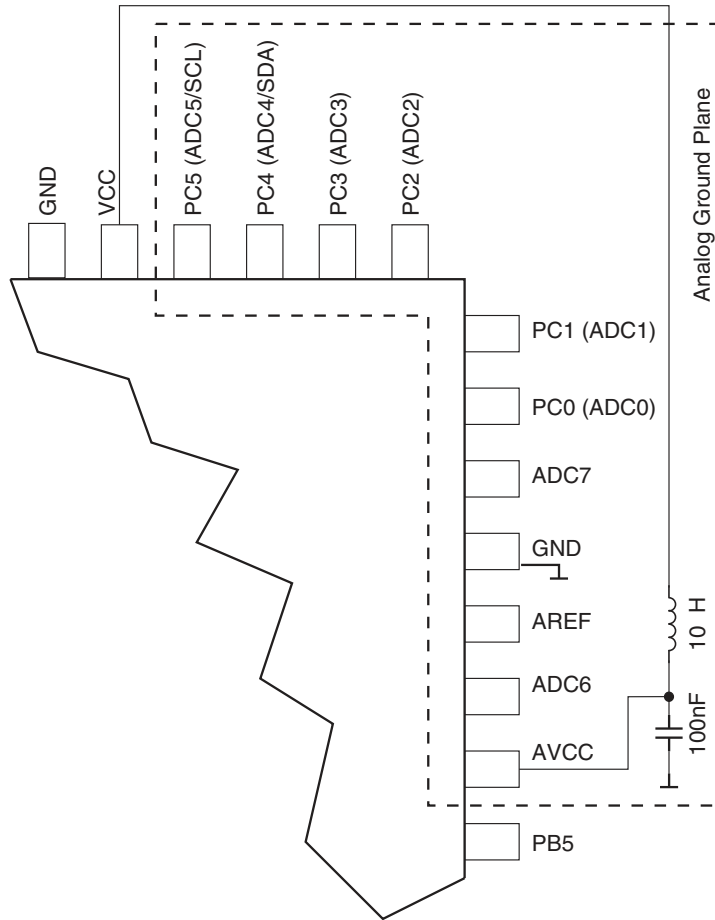 GND
VCC
PC5 (ADC5/SCL)
PC4 (ADC4/SDA)
PC3 (ADC3)
PC2 (ADC2)
Analog Ground Plane
PC1 (ADC1)
PC0 (ADC0)
ADC7
GND
AREF
ADC6
AVCC
PB5
10 H
100nF